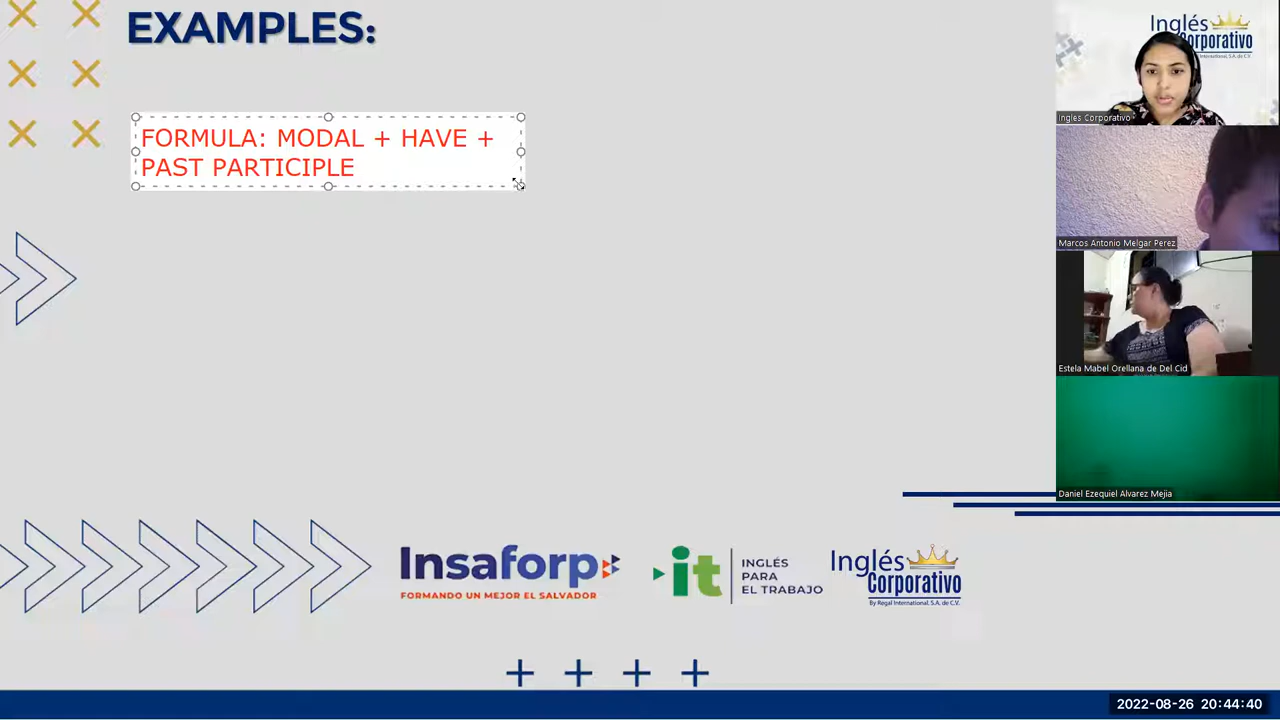 EXAMPLES:
FORMULA: MODAL + HAVE +
PAST PARTICIPLE
Inglés
Corporativo
Ingles Corporativo
Marcos Antonio Melgar Perez
Estela Mabel Orellana de Del Cid
Daniel Ezequiel Alvarez Mejia
Insaforp
FORMANDO UN MEJOR EL SALVADOR
it
INGLÉS
PARA
EL TRABAJO
Inglés
Corporativo
By Regal International, S.A. de C.V.
2022-08-26 20:44:40